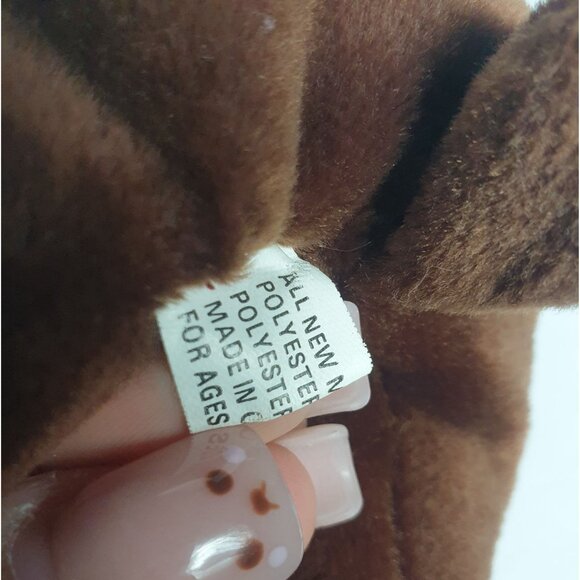 ALL NEW
POLYESTER
POLYESTER
MADE IN
FOR AGES